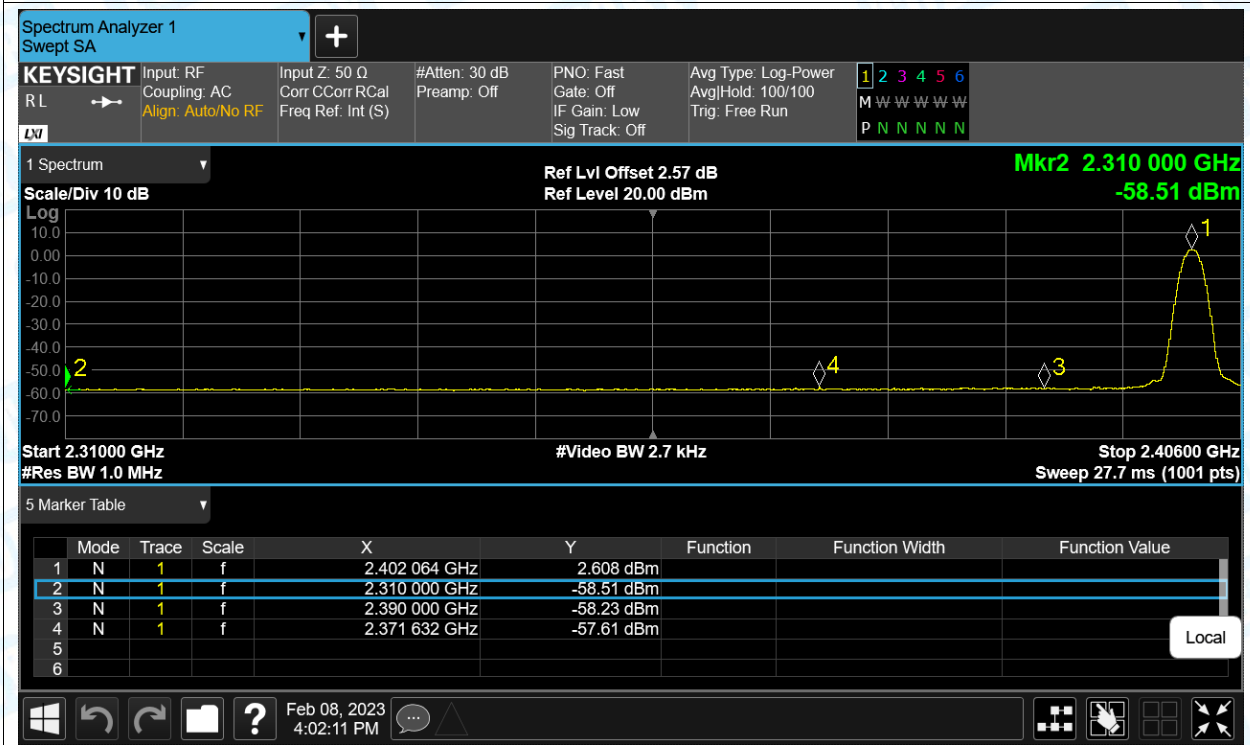 Spectrum Analyzer 1
Swept SA
KEYSIGHT
R L
LXI
Input: RF
Coupling: AC
Align: Auto/No RF
Input Z: 50 Ω
Corr CCorr RCal
Freq Ref: Int (S)
#Atten: 30 dB
Preamp: Off
PNO: Fast
Gate: Off
IF Gain: Low
Sig Track: Off
Avg Type: Log-Power
Avg|Hold: 100/100
Trig: Free Run
1 2 3 4 5 6
M W W W W W
P N N N N N
1 Spectrum
Scale/Div 10 dB
Ref Lvl Offset 2.57 dB
Ref Level 20.00 dBm
Mkr2 2.310 000 GHz
-58.51 dBm
Log
10.0
0.00
-10.0
-20.0
-30.0
-40.0
-50.0
-60.0
-70.0
2
4
3
1
Start 2.31000 GHz
#Res BW 1.0 MHz
#Video BW 2.7 kHz
Stop 2.40600 GHz
Sweep 27.7 ms (1001 pts)
5 Marker Table
Mode Trace Scale X Y Function Function Width Function Value
1 N 1 f 2.402 064 GHz 2.608 dBm
2 N 1 f 2.310 000 GHz -58.51 dBm
3 N 1 f 2.390 000 GHz -58.23 dBm
4 N 1 f 2.371 632 GHz -57.61 dBm
5
6
Local
?
Feb 08, 2023
4:02:11 PM